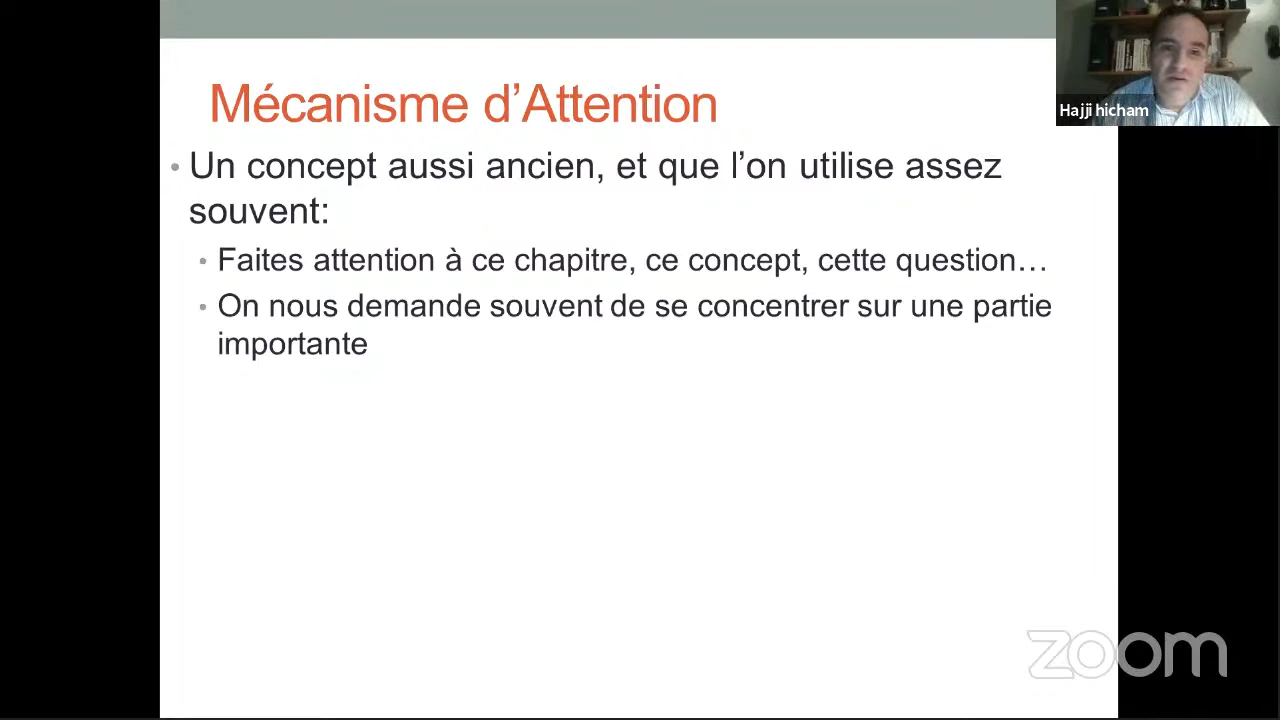 Mécanisme d’Attention
• Un concept aussi ancien, et que l’on utilise assez
souvent:
• Faites attention à ce chapitre, ce concept, cette question…
• On nous demande souvent de se concentrer sur une partie
importante
Hajji hicham
zoom